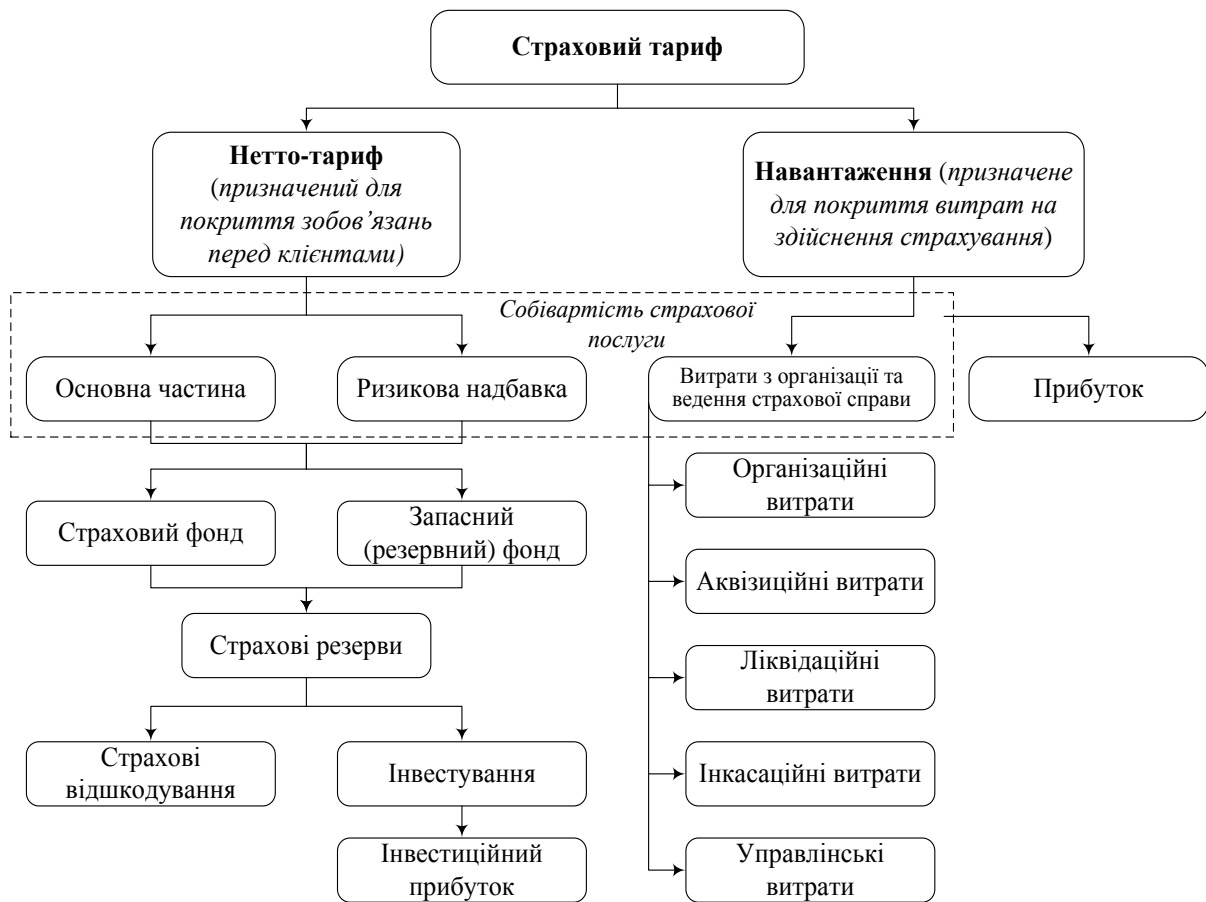 Страховий тариф
Нетто-тариф
(призначений для
покриття зобов’язань
перед клієнтами)
Навантаження (призначене
для покриття витрат на
здійснення страхування)
Собівартість страхової
послуги
Основна частина
Ризикова надбавка
Витрати з організації та
ведення страхової справи
Прибуток
Страховий фонд
Запасний
(резервний) фонд
Страхові резерви
Страхові
відшкодування
Інвестування
Інвестиційний
прибуток
Організаційні
витрати
Аквізиційні витрати
Ліквідаційні
витрати
Інкасаційні витрати
Управлінські
витрати